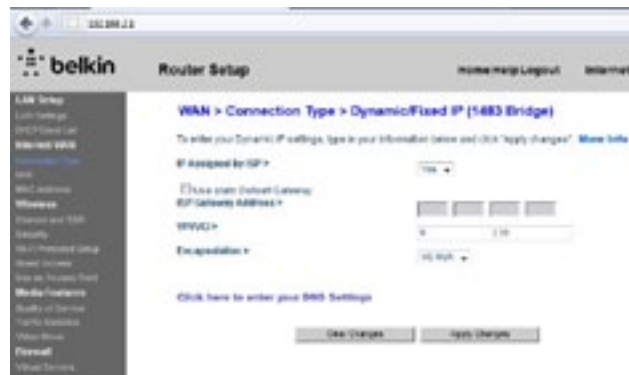 192.168.2.1
belkin
Router Setup
Home Help Logout
LAN Setup
LAN Settings
DHCP Client List
Internet WAN
Connection Type
DNS
MAC Address
Wireless
Channel and SSID
Security
Wi-Fi Protected Setup
Guest Access
Use as Access Point
Media Features
Quality of Service
Traffic Statistics
Firewall
Virtual Servers
WAN > Connection Type > Dynamic/Fixed IP (1483 Bridge)
To enter your Dynamic IP settings, type in your information below and click "Apply changes". More Info
IP Assigned by ISP >
Yes
Use static Default Gateway
ISP Gateway Address >
VPI/VCI >
Encapsulation >
Click here to enter your DNS Settings
Clear Changes
Apply Changes